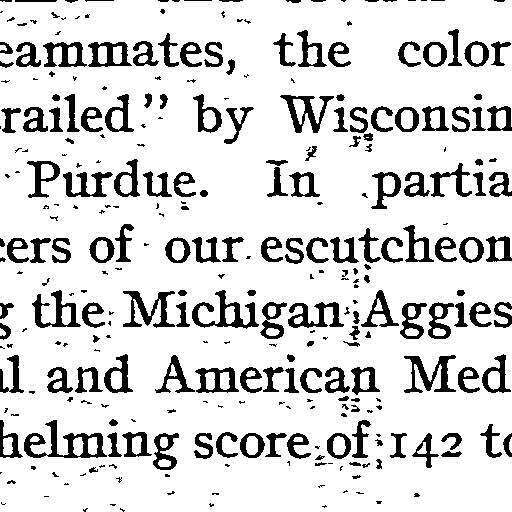 eammates, the color
railed" by Wisconsin
Purdue. In partia
cers of our escutcheon
g the Michigan Aggies
al and American Med
helming score of 142 to